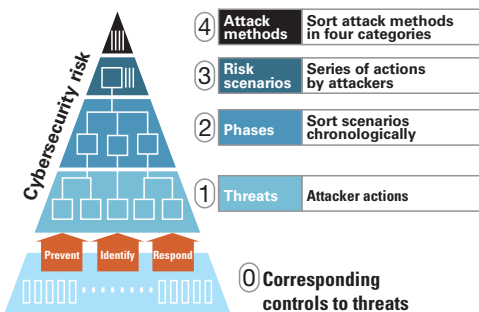 Cybersecurity risk
4 Attack methods Sort attack methods in four categories
3 Risk scenarios Series of actions by attackers
2 Phases Sort scenarios chronologically
1 Threats Attacker actions
Prevent Identify Respond
0 Corresponding
controls to threats